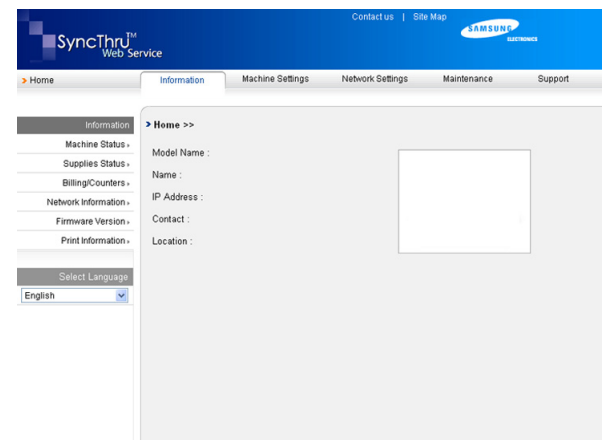 Contact us | Site Map
SAMSUNG
ELECTRONICS
SyncThru™
Web Service
Home
Information
Machine Settings
Network Settings
Maintenance
Support
Information
Machine Status
Supplies Status
Billing/Counters
Network Information
Firmware Version
Print Information
Select Language
English
Home >>
Model Name :
Name :
IP Address :
Contact :
Location :